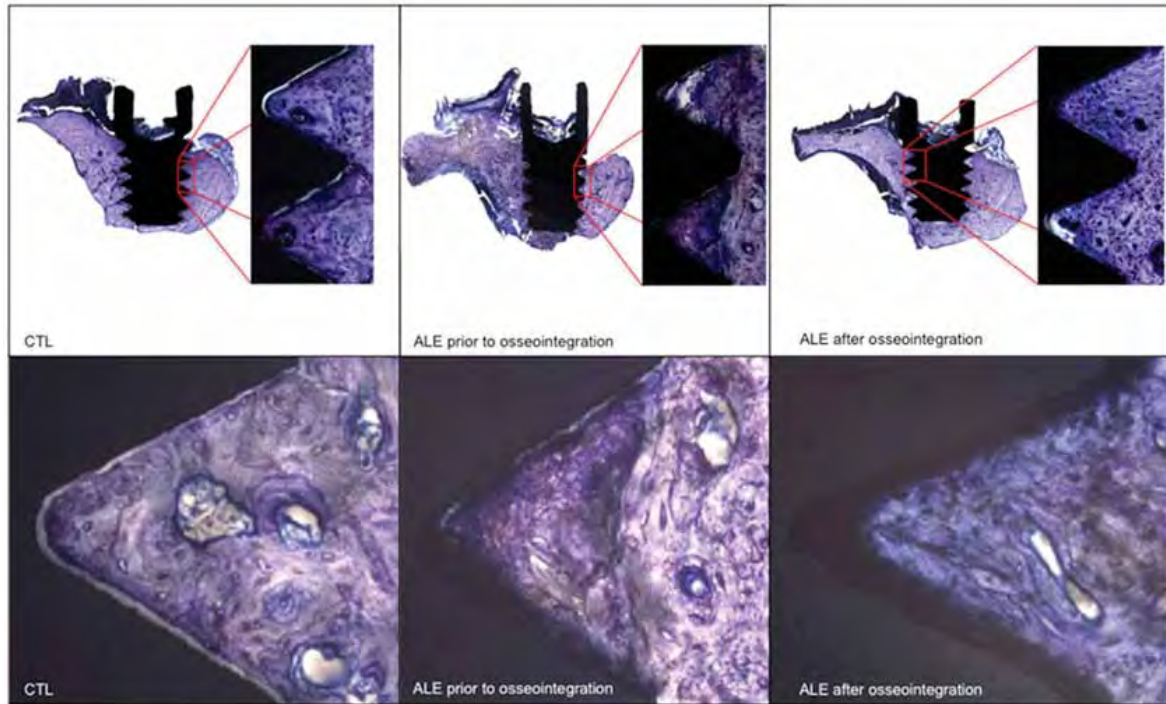 CTL
ALE prior to osseointegration
ALE after osseointegration
CTL
ALE prior to osseointegration
ALE after osseointegration